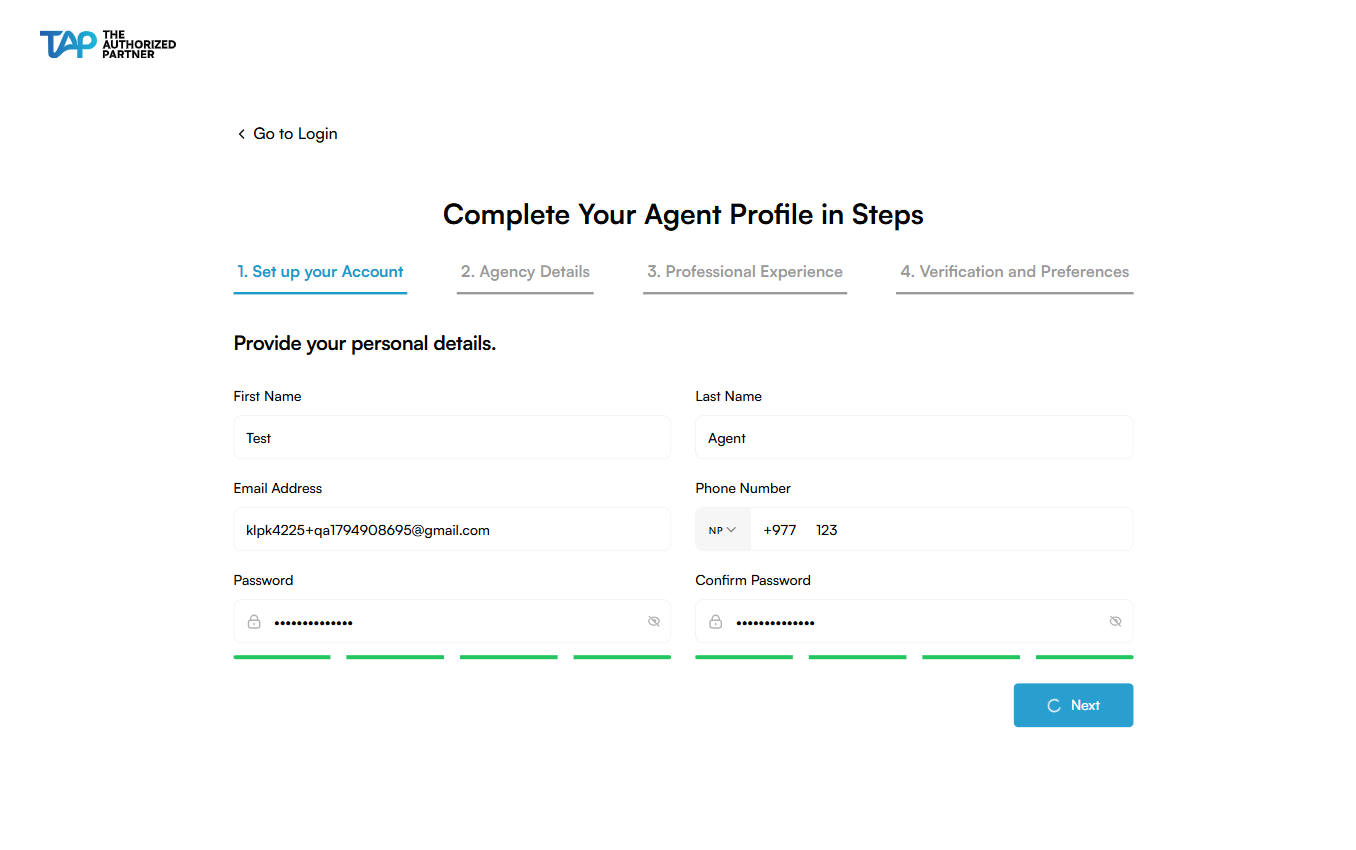 TAP THE AUTHORIZED PARTNER
Go to Login
Complete Your Agent Profile in Steps
1. Set up your Account 2. Agency Details 3. Professional Experience 4. Verification and Preferences
Provide your personal details.
First Name Last Name
Test Agent
Email Address Phone Number
klpk4225+qa1794908695@gmail.com NP +977 123
Password Confirm Password
•••••••••••••• ••••••••••••••
Next